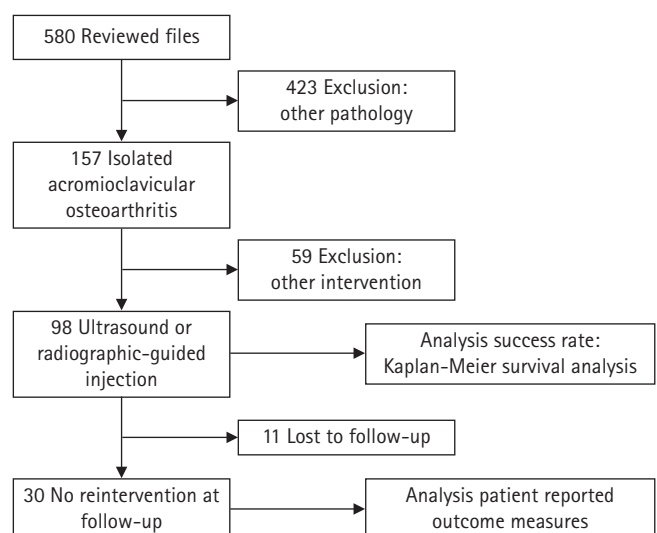 580 Reviewed files
423 Exclusion:
other pathology
157 Isolated
acromioclavicular
osteoarthritis
59 Exclusion:
other intervention
98 Ultrasound or
radiographic-guided
injection
Analysis success rate:
Kaplan-Meier survival analysis
11 Lost to follow-up
30 No reintervention at
follow-up
Analysis patient reported
outcome measures